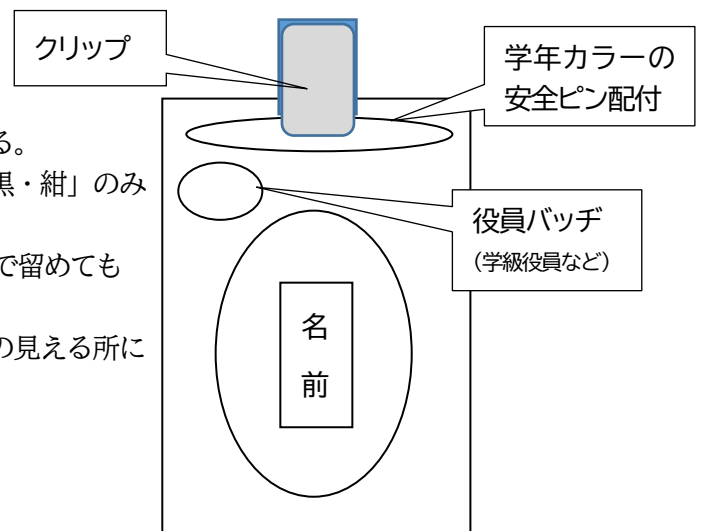 クリップ
学年カラーの
安全ピン配付
る。
黒・紺」のみ
役員バッヂ
（学級役員など）
で留めても
の見える所に
名
前